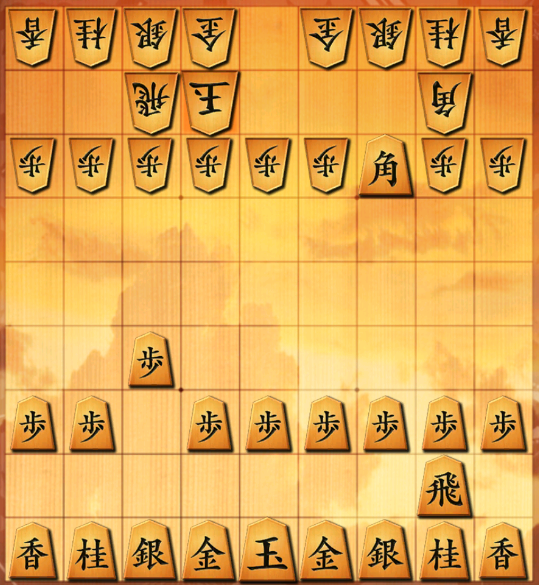 香 桂 銀 金 金 銀 桂 香
飛 王 角
歩 歩 歩 歩 歩 歩 角 歩 歩
歩
歩 歩 歩 歩 歩 歩 歩 歩
飛
香 桂 銀 金 玉 金 銀 桂 香